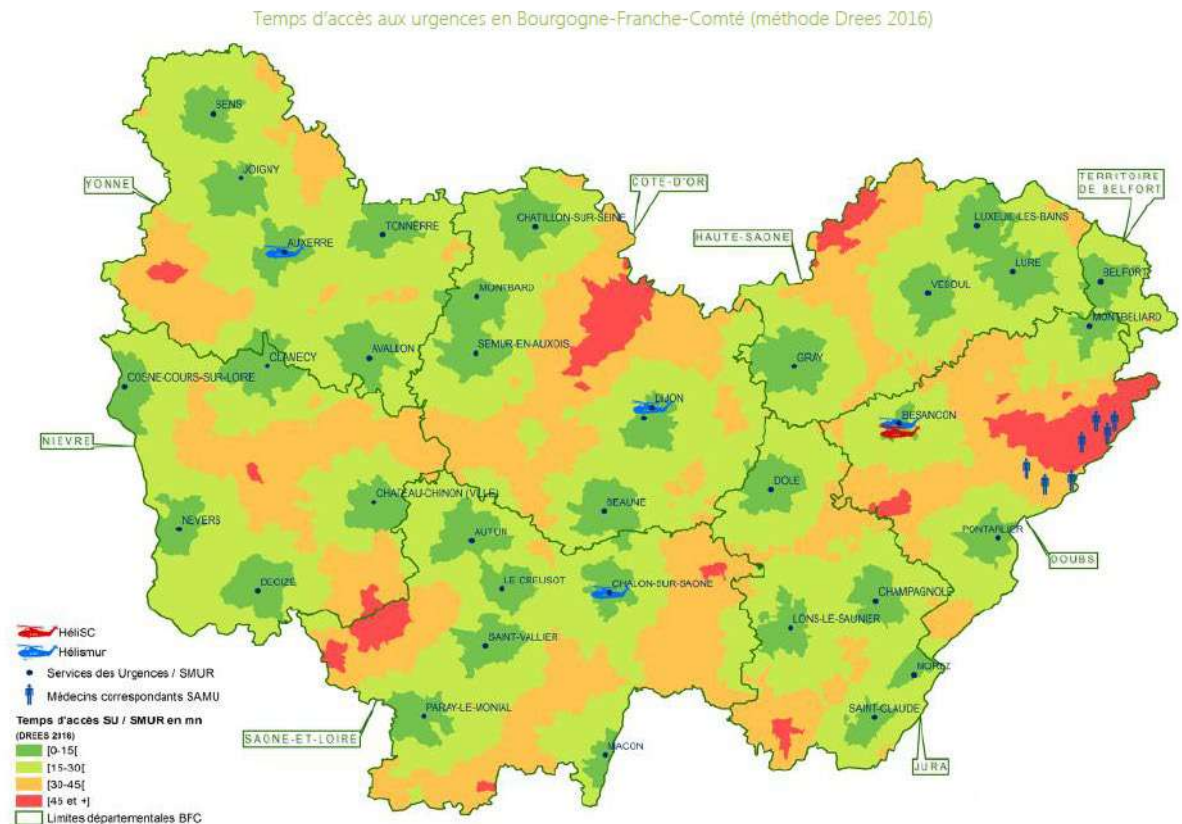 Temps d'accès aux urgences en Bourgogne-Franche-Comté (méthode Drees 2016)
SENS
JOIGNY
YONNE
AUXERRE
TONNERRE
CHATILLON-SUR-SEINE
COTE-D'OR
HAUTE-SAONE
TERRITOIRE
DE BELFORT
LUXEUIL-LES-BAINS
LURE
BELFORT
VESOUL
MONTBELIARD
MONTBARD
SEMUR-EN-AUXOIS
AVALLON
CLAMECY
COSNE-COURS-SUR-LOIRE
GRAY
DIJON
BESANCON
NIEVRE
CHATEAU-CHINON (VILLE)
NEVERS
BEAUNE
DOLE
AUTUN
PONTARLIER
DOUBS
DECIZE
LE CREUSOT
CHALON-SUR-SAONE
CHAMPAGNOLE
LONS-LE-SAUNIER
SAINT-VALLIER
MOREZ
PARAY-LE-MONIAL
SAINT-CLAUDE
SAONE-ET-LOIRE
MACON
JURA
HéliSC
Hélismur
Services des Urgences / SMUR
Médecins correspondants SAMU
Temps d'accès SU / SMUR en mn
(DREES 2016)
[0-15[
[15-30[
[30-45[
[45 et +]
Limites départementales BFC